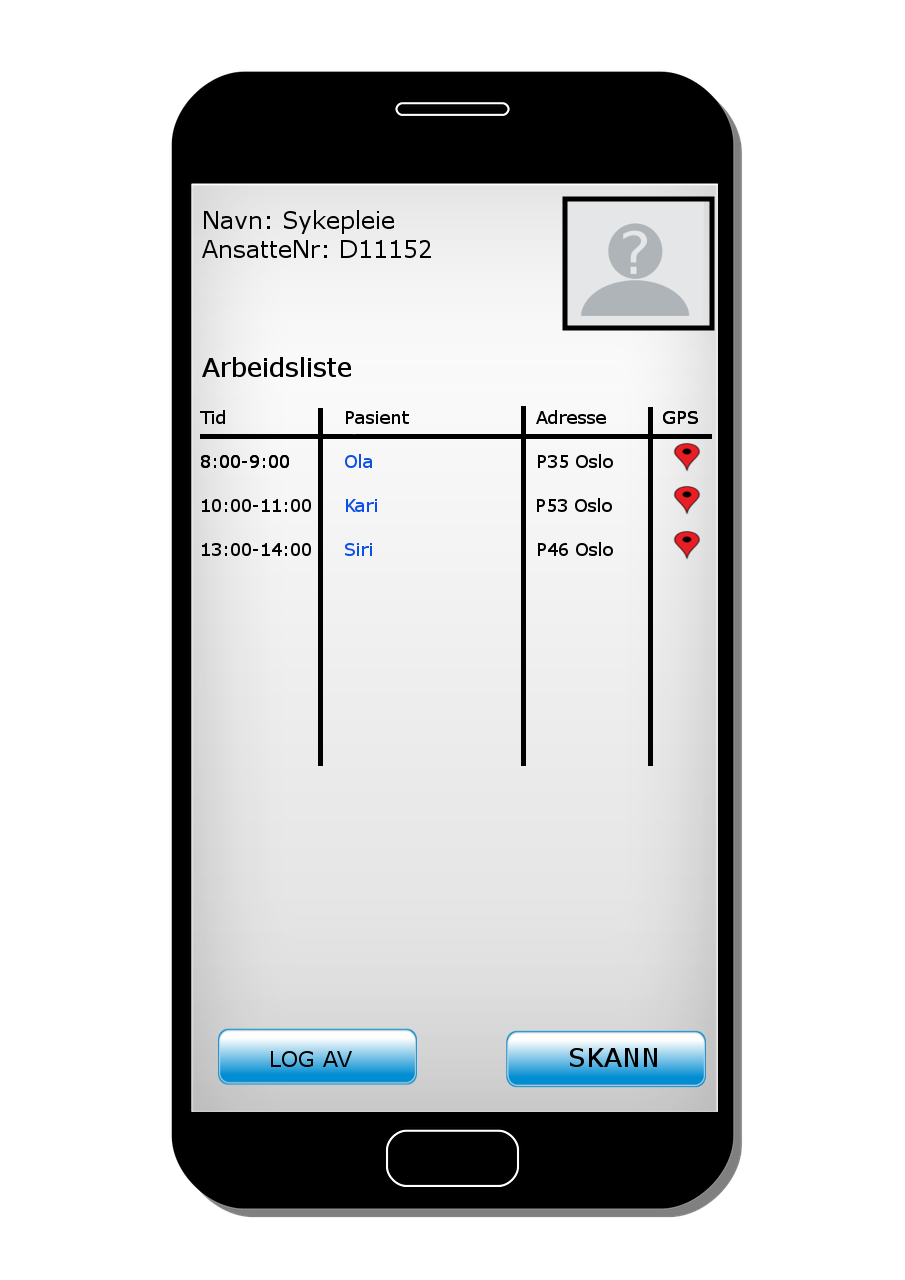 Navn: Sykepleie
AnsatteNr: D11152
?
Arbeidsliste
Tid Pasient Adresse GPS
8:00-9:00 Ola P35 Oslo
10:00-11:00 Kari P53 Oslo
13:00-14:00 Siri P46 Oslo
LOG AV SKANN